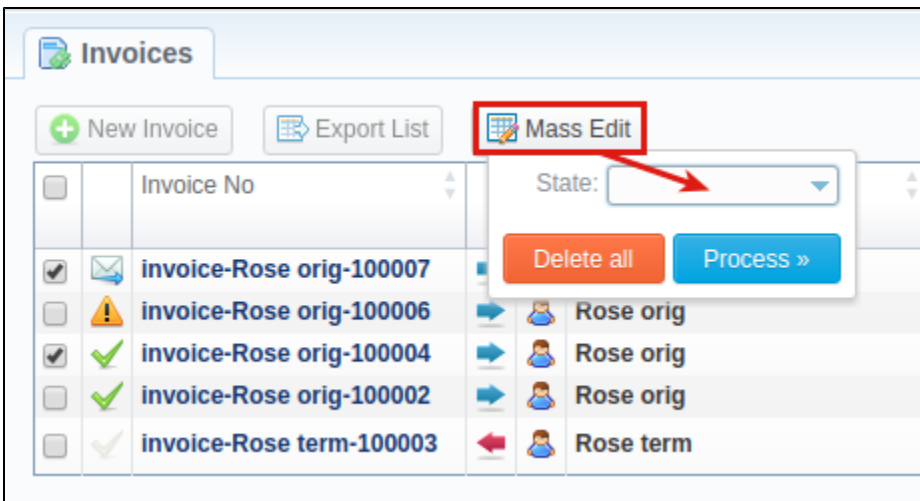 Invoices
New Invoice
Export List
Mass Edit
Invoice No
State:
Delete all
Process »
invoice-Rose orig-100007
invoice-Rose orig-100006
Rose orig
invoice-Rose orig-100004
Rose orig
invoice-Rose orig-100002
Rose orig
invoice-Rose term-100003
Rose term